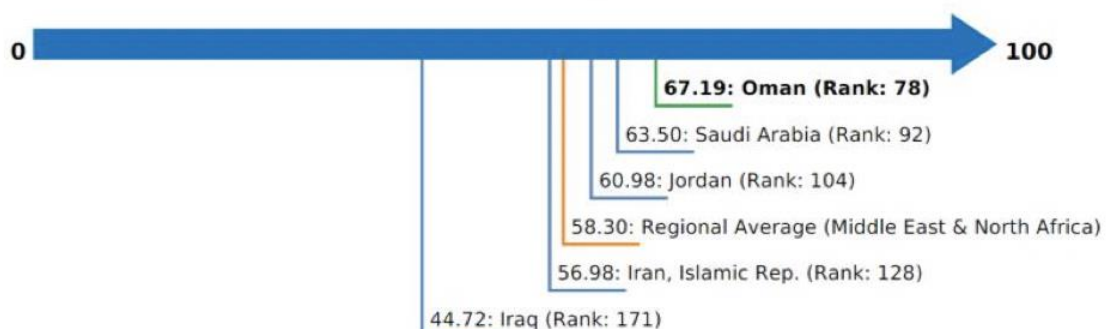 0
100
67.19: Oman (Rank: 78)
63.50: Saudi Arabia (Rank: 92)
60.98: Jordan (Rank: 104)
58.30: Regional Average (Middle East & North Africa)
56.98: Iran, Islamic Rep. (Rank: 128)
44.72: Iraq (Rank: 171)